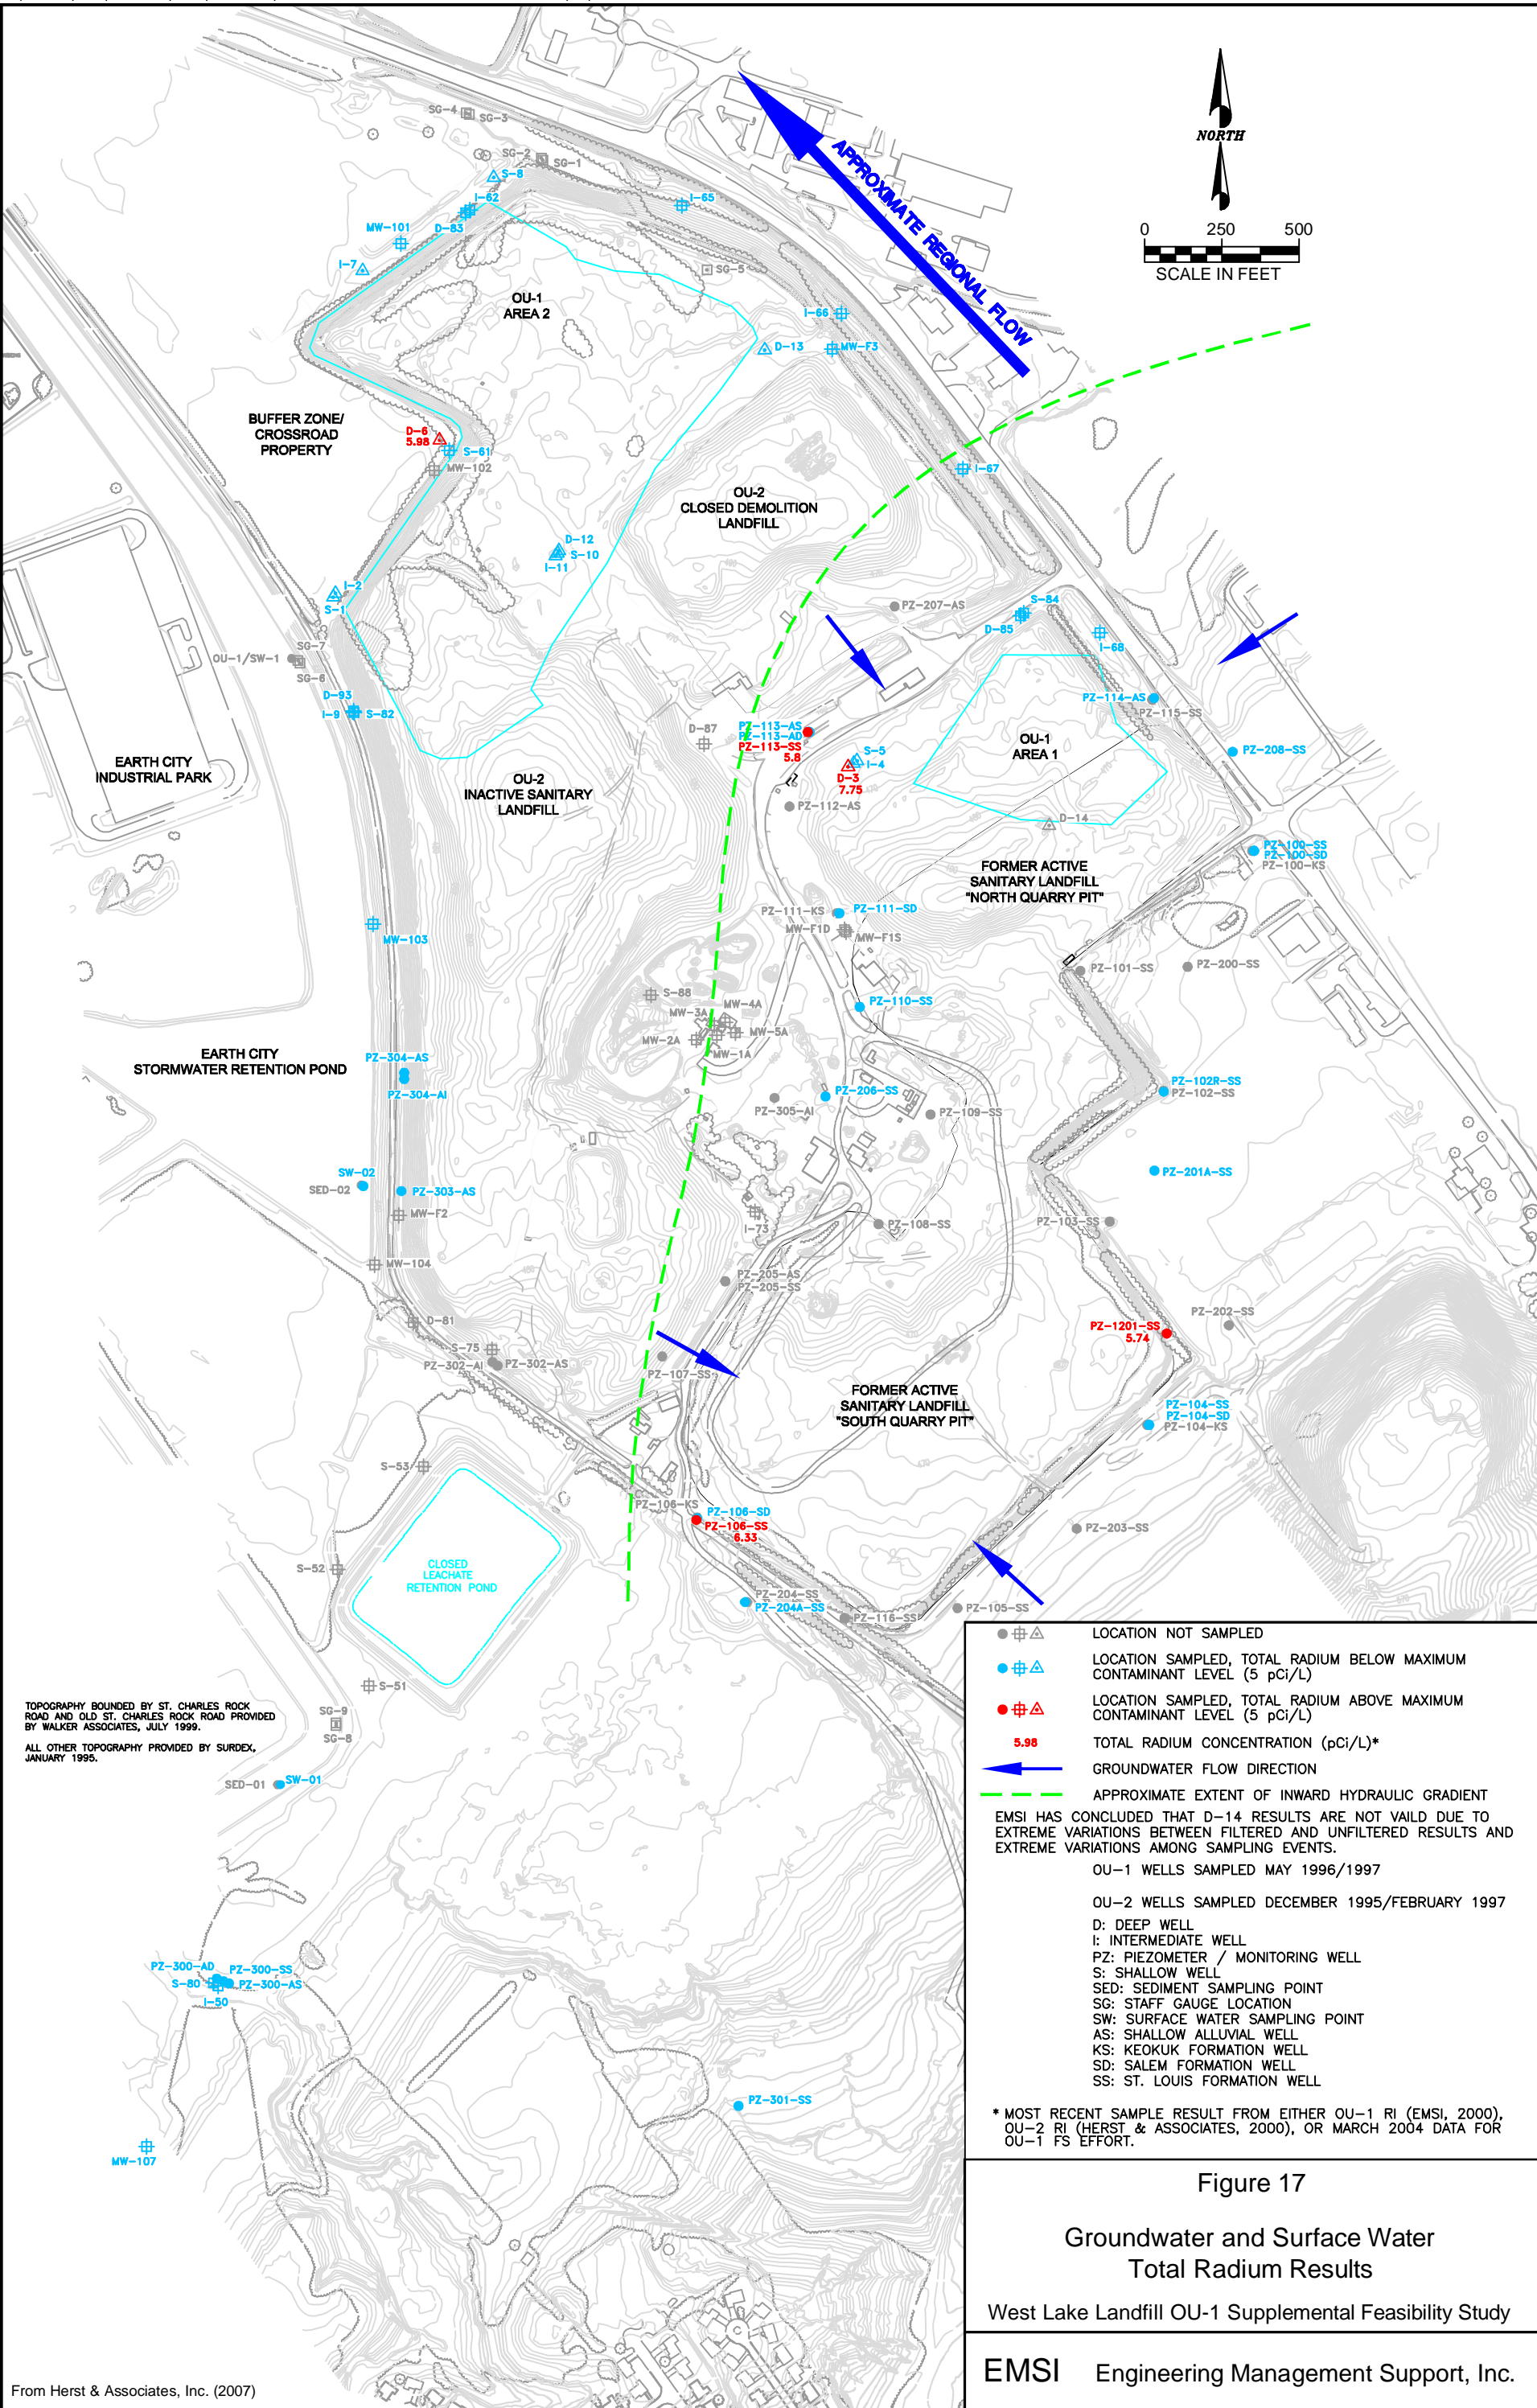 SG-4
SG-3
SG-2
SG-1
S-8
I-62
D-83
I-65
MW-101
I-7
SG-5
OU-1
AREA 2
I-66
MW-F3
D-13
APPROXIMATE REGIONAL FLOW
NORTH
0 250 500
SCALE IN FEET
BUFFER ZONE/
CROSSROAD
PROPERTY
D-6
5.98
S-61
MW-102
I-67
OU-2
CLOSED DEMOLITION
LANDFILL
D-12
S-10
I-11
I-2
S-1
PZ-207-AS
S-84
D-85
I-68
SG-7
OU-1/SW-1
SG-6
D-93
I-9
S-82
PZ-114-AS
PZ-115-SS
D-87
PZ-113-AS
PZ-113-AD
PZ-113-SS
5.8
S-5
I-4
D-3
7.75
OU-1
AREA 1
PZ-208-SS
EARTH CITY
INDUSTRIAL PARK
OU-2
INACTIVE SANITARY
LANDFILL
PZ-112-AS
D-14
PZ-100-SS
PZ-100-SD
PZ-100-KS
FORMER ACTIVE
SANITARY LANDFILL
"NORTH QUARRY PIT"
PZ-111-KS
PZ-111-SD
MW-F1D
MW-F1S
MW-103
PZ-101-SS
PZ-200-SS
S-88
MW-4A
MW-3A
MW-5A
MW-2A
MW-1A
PZ-110-SS
EARTH CITY
STORMWATER RETENTION POND
PZ-304-AS
PZ-304-AI
PZ-305-AI
PZ-206-SS
PZ-109-SS
PZ-102R-SS
PZ-102-SS
SW-02
SED-02
PZ-303-AS
MW-F2
PZ-201A-SS
I-73
PZ-108-SS
PZ-103-SS
MW-104
PZ-205-AS
PZ-205-SS
D-81
PZ-202-SS
PZ-1201-SS
5.74
S-75
PZ-302-AI
PZ-302-AS
PZ-107-SS
FORMER ACTIVE
SANITARY LANDFILL
"SOUTH QUARRY PIT"
PZ-104-SS
PZ-104-SD
PZ-104-KS
S-53
PZ-106-KS
PZ-106-SD
PZ-106-SS
6.33
PZ-203-SS
S-52
CLOSED
LEACHATE
RETENTION POND
PZ-204-SS
PZ-204A-SS
PZ-116-SS
PZ-105-SS
S-51
SG-9
SG-8
TOPOGRAPHY BOUNDED BY ST. CHARLES ROCK
ROAD AND OLD ST. CHARLES ROCK ROAD PROVIDED
BY WALKER ASSOCIATES, JULY 1999.
ALL OTHER TOPOGRAPHY PROVIDED BY SURDEX,
JANUARY 1995.
SED-01
SW-01
PZ-300-AD
PZ-300-SS
S-80
PZ-300-AS
I-50
PZ-301-SS
MW-107
LOCATION NOT SAMPLED
LOCATION SAMPLED, TOTAL RADIUM BELOW MAXIMUM
CONTAMINANT LEVEL (5 pCi/L)
LOCATION SAMPLED, TOTAL RADIUM ABOVE MAXIMUM
CONTAMINANT LEVEL (5 pCi/L)
5.98 TOTAL RADIUM CONCENTRATION (pCi/L)*
GROUNDWATER FLOW DIRECTION
APPROXIMATE EXTENT OF INWARD HYDRAULIC GRADIENT
EMSI HAS CONCLUDED THAT D-14 RESULTS ARE NOT VAILD DUE TO
EXTREME VARIATIONS BETWEEN FILTERED AND UNFILTERED RESULTS AND
EXTREME VARIATIONS AMONG SAMPLING EVENTS.
OU-1 WELLS SAMPLED MAY 1996/1997
OU-2 WELLS SAMPLED DECEMBER 1995/FEBRUARY 1997
D: DEEP WELL
I: INTERMEDIATE WELL
PZ: PIEZOMETER / MONITORING WELL
S: SHALLOW WELL
SED: SEDIMENT SAMPLING POINT
SG: STAFF GAUGE LOCATION
SW: SURFACE WATER SAMPLING POINT
AS: SHALLOW ALLUVIAL WELL
KS: KEOKUK FORMATION WELL
SD: SALEM FORMATION WELL
SS: ST. LOUIS FORMATION WELL
* MOST RECENT SAMPLE RESULT FROM EITHER OU-1 RI (EMSI, 2000),
OU-2 RI (HERST & ASSOCIATES, 2000), OR MARCH 2004 DATA FOR
OU-1 FS EFFORT.
Figure 17
Groundwater and Surface Water
Total Radium Results
West Lake Landfill OU-1 Supplemental Feasibility Study
EMSI Engineering Management Support, Inc.
From Herst & Associates, Inc. (2007)